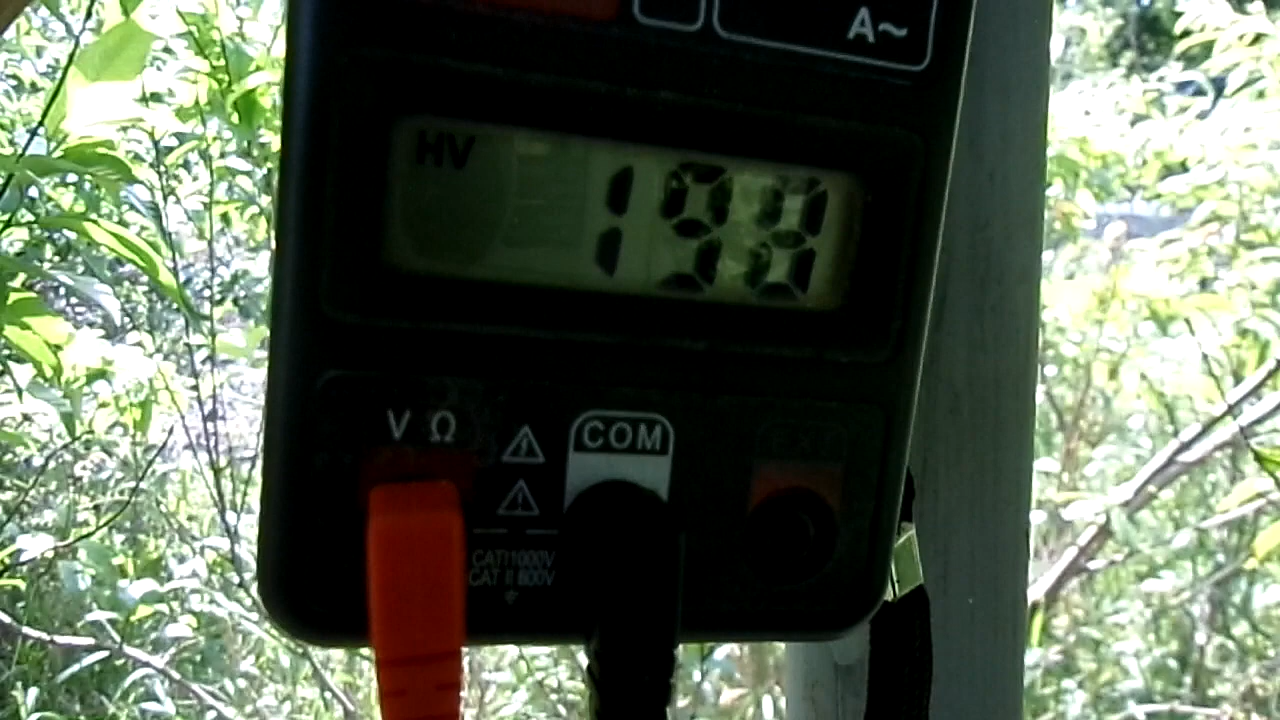 A~
HV
198
V Ω
COM
CAT I 1000V
CAT II 600V